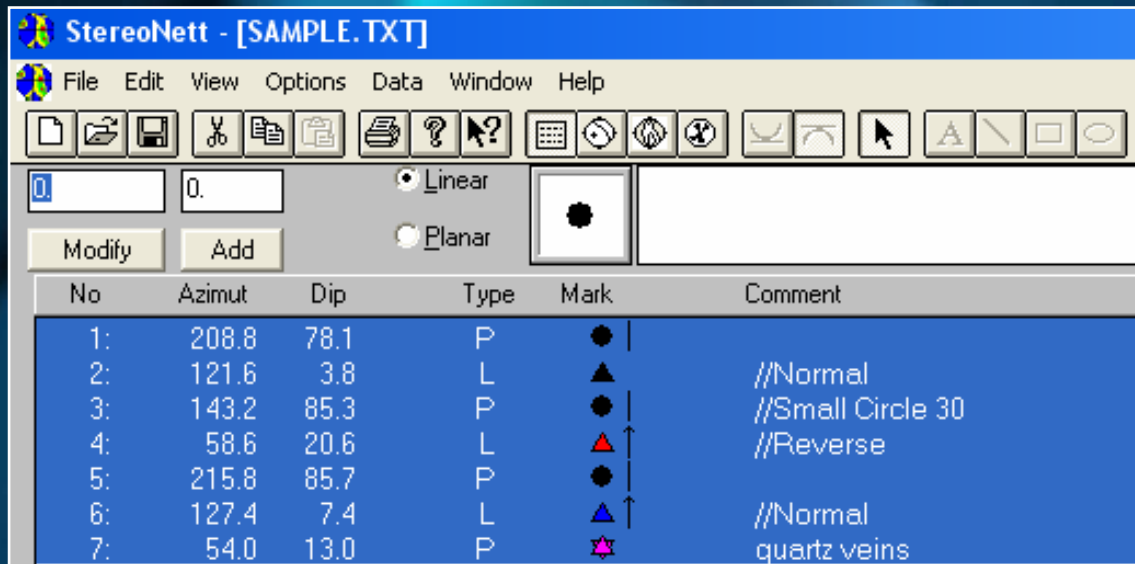 StereoNett - [SAMPLE.TXT]
File Edit View Options Data Window Help
0. 0. Linear
Planar
Modify Add
No Azimut Dip Type Mark Comment
1: 208.8 78.1 P
2: 121.6 3.8 L //Normal
3: 143.2 85.3 P //Small Circle 30
4: 58.6 20.6 L //Reverse
5: 215.8 85.7 P
6: 127.4 7.4 L //Normal
7: 54.0 13.0 P quartz veins